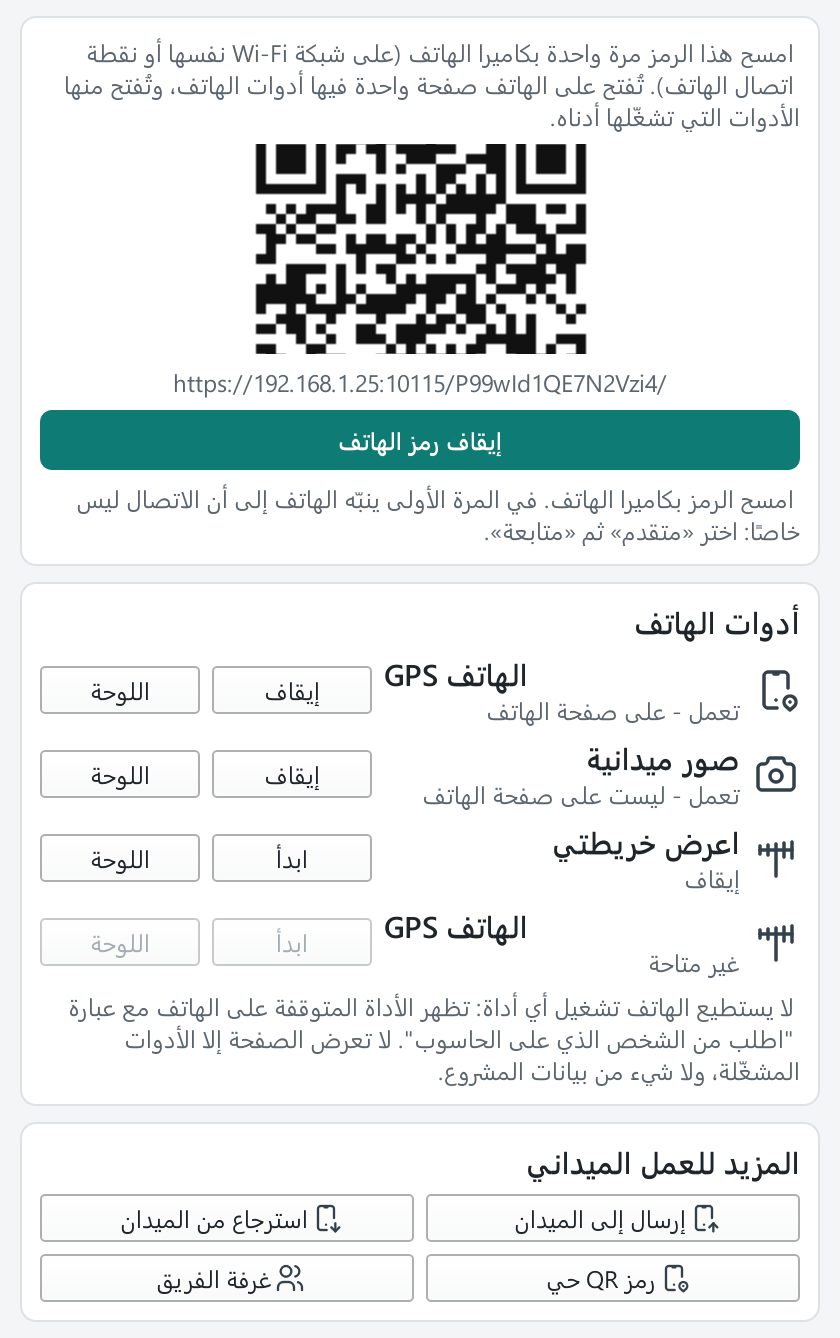 امسح هذا الرمز مرة واحدة بكاميرا الهاتف (على شبكة Wi-Fi نفسها أو نقطة
اتصال الهاتف). تُفتح على الهاتف صفحة واحدة فيها أدوات الهاتف، وتُفتح منها
الأدوات التي تشغّلها أدناه.
https://192.168.1.25:10115/P99wId1QE7N2Vzi4/
إيقاف رمز الهاتف
امسح الرمز بكاميرا الهاتف. في المرة الأولى ينبّه الهاتف إلى أن الاتصال ليس
خاصًا: اختر «متقدم» ثم «متابعة».
أدوات الهاتف
الهاتف GPS
تعمل - على صفحة الهاتف
إيقاف
اللوحة
صور ميدانية
تعمل - ليست على صفحة الهاتف
إيقاف
اللوحة
اعرض خريطتي
إيقاف
ابدأ
اللوحة
الهاتف GPS
غير متاحة
ابدأ
اللوحة
لا يستطيع الهاتف تشغيل أي أداة: تظهر الأداة المتوقفة على الهاتف مع عبارة
"اطلب من الشخص الذي على الحاسوب". لا تعرض الصفحة إلا الأدوات
المشغّلة، ولا شيء من بيانات المشروع.
المزيد للعمل الميداني
إرسال إلى الميدان
استرجاع من الميدان
رمز QR حي
غرفة الفريق